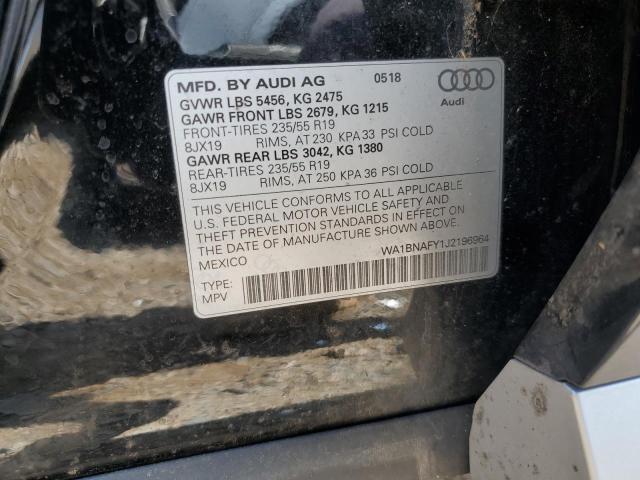 MFD. BY AUDI AG 0518
GVWR LBS 5456, KG 2475
GAWR FRONT LBS 2679, KG 1215
FRONT-TIRES 235/55 R19
8JX19 RIMS, AT 230 KPA 33 PSI COLD
GAWR REAR LBS 3042, KG 1380
REAR-TIRES 235/55 R19
8JX19 RIMS, AT 250 KPA 36 PSI COLD
Audi
THIS VEHICLE CONFORMS TO ALL APPLICABLE
U.S. FEDERAL MOTOR VEHICLE SAFETY AND
THEFT PREVENTION STANDARDS IN EFFECT ON
THE DATE OF MANUFACTURE SHOWN ABOVE.
MEXICO
WA1BNAFY1J2196964
TYPE:
MPV